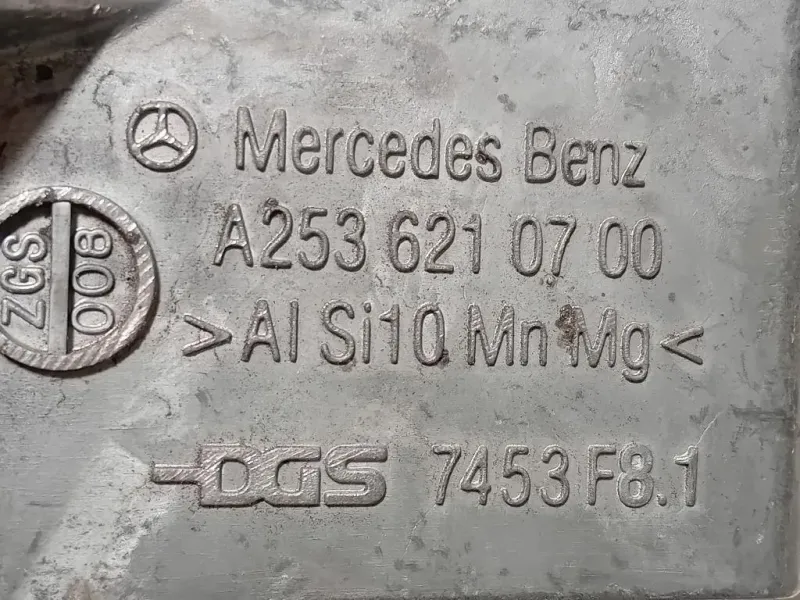 Mercedes Benz
A253 621 07 00
>Al Si10 Mn Mg<
ZGS
008
DGS 7453 F8.1